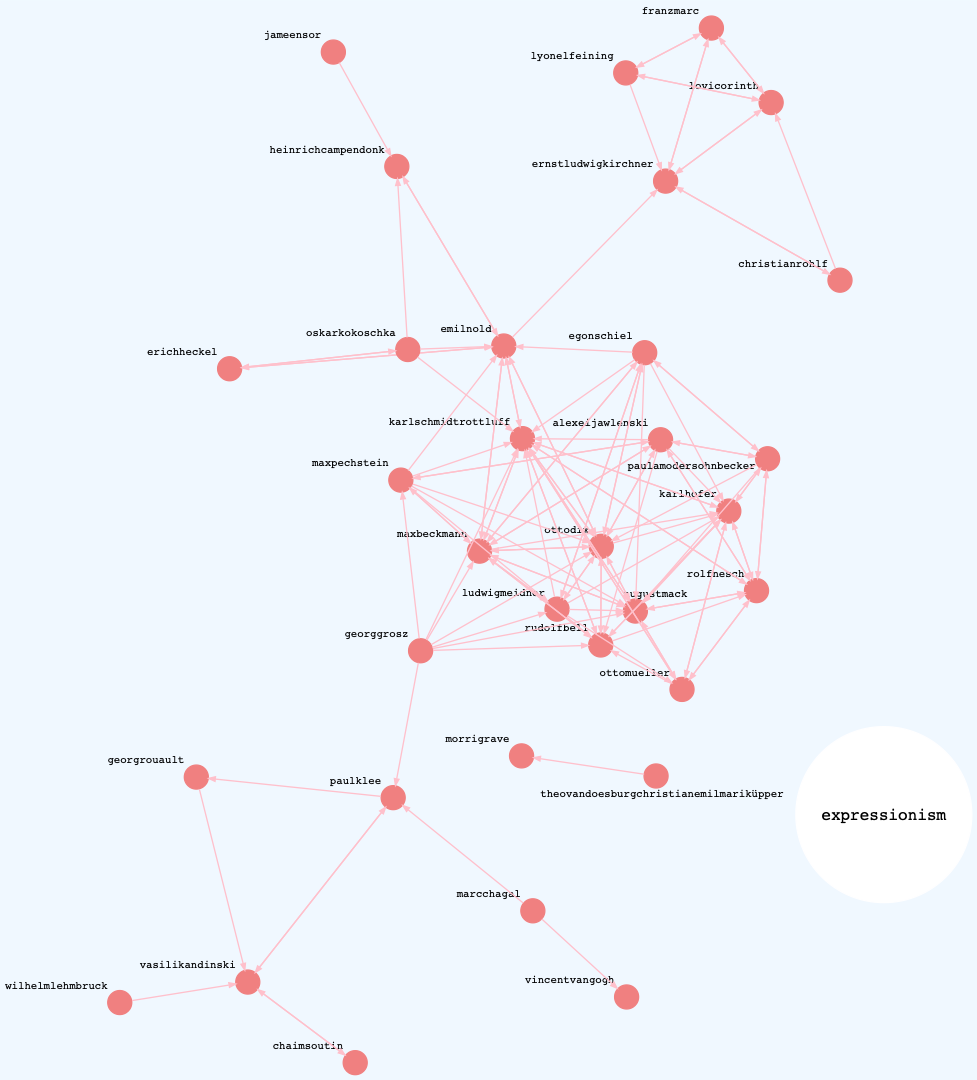 franzmarc
jameensor
lyonelfeining
lovicorinth
heinrichcampendonk
ernstludwigkirchner
christianrohlf
emilnold
oskarkokoschka
egonschiel
erichheckel
karlschmidtrottluff
alexeijawlenski
maxpechstein
paulamodersohnbecker
karlhofer
maxbeckmann
ottodix
rolfnesch
ludwigmeidner
augustmack
rudolfbell
georggrosz
ottomueller
morrigrave
georgrouault
paulklee
theovandoesburgchristianemilmariküpper
expressionism
marcchagal
vasilikandinski
vincentvangogh
wilhelmlehmbruck
chaimsoutin